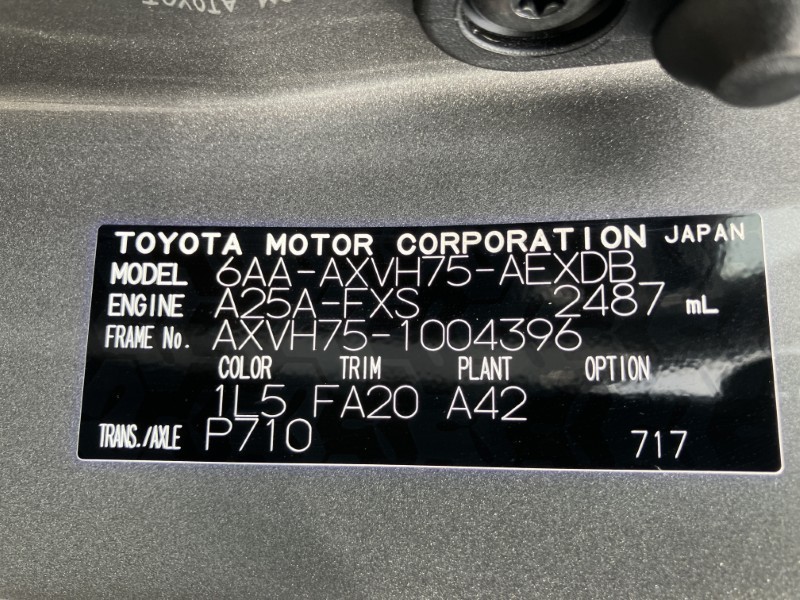 TOYOTA MOTOR CORPORATION JAPAN
MODEL 6AA-AXVH75-AEXDB
ENGINE A25A-FXS 2487 mL
FRAME No. AXVH75-1004396
COLOR TRIM PLANT OPTION
1L5 FA20 A42
TRANS./AXLE P710 717